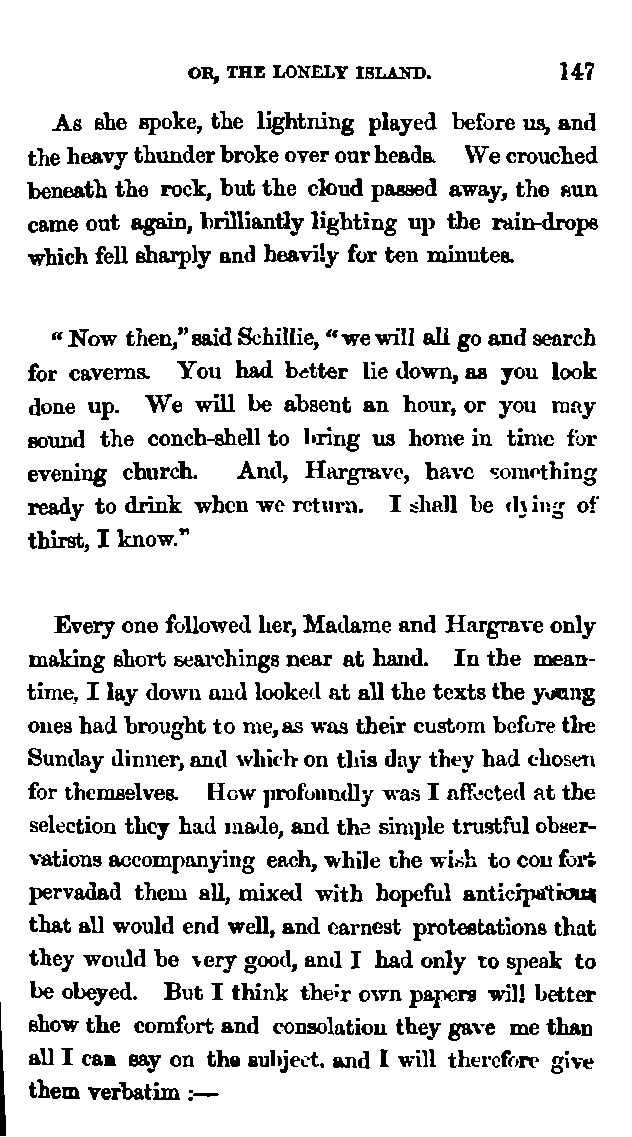 OR, THE LONELY ISLAND. 147
As she spoke, the lightning played before us, and
the heavy thunder broke over our heads. We crouched
beneath the rock, but the cloud passed away, the sun
came out again, brilliantly lighting up the rain-drops
which fell sharply and heavily for ten minutes.
“Now then,” said Schillie, “we will all go and search
for caverns. You had better lie down, as you look
done up. We will be absent an hour, or you may
sound the conch-shell to bring us home in time for
evening church. And, Hargrave, have something
ready to drink when we return. I shall be dying of
thirst, I know.”
Every one followed her, Madame and Hargrave only
making short searchings near at hand. In the mean-
time, I lay down and looked at all the texts the young
ones had brought to me, as was their custom before the
Sunday dinner, and which on this day they had chosen
for themselves. How profoundly was I affected at the
selection they had made, and the simple trustful obser-
vations accompanying each, while the wish to comfort
pervadad them all, mixed with hopeful anticipations
that all would end well, and earnest protestations that
they would be very good, and I had only to speak to
be obeyed. But I think their own papers will better
show the comfort and consolation they gave me than
all I can say on the subject, and I will therefore give
them verbatim :—